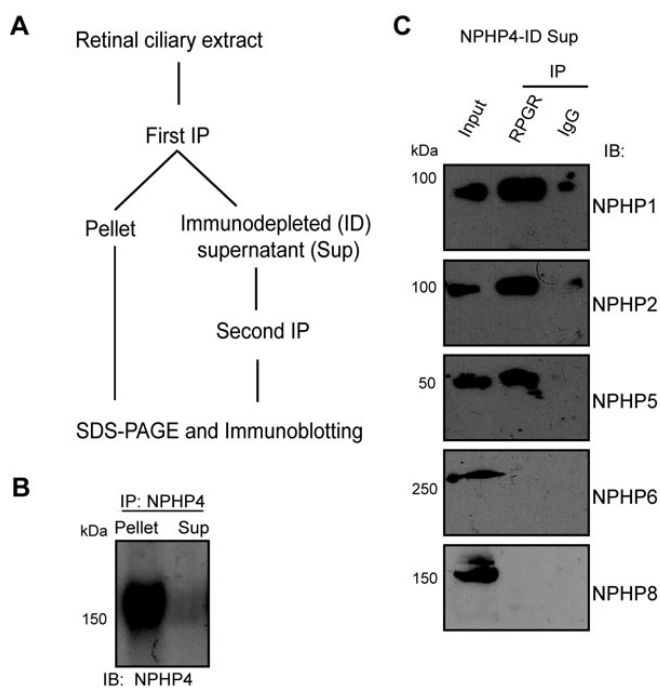 A
Retinal ciliary extract
First IP
Pellet
Immunodepleted (ID)
supernatant (Sup)
Second IP
SDS-PAGE and Immunoblotting
B
IP: NPHP4
kDa Pellet Sup
150
IB: NPHP4
C
NPHP4-ID Sup
IP
Input RPGR IgG
kDa IB:
100 NPHP1
100 NPHP2
50 NPHP5
250 NPHP6
150 NPHP8